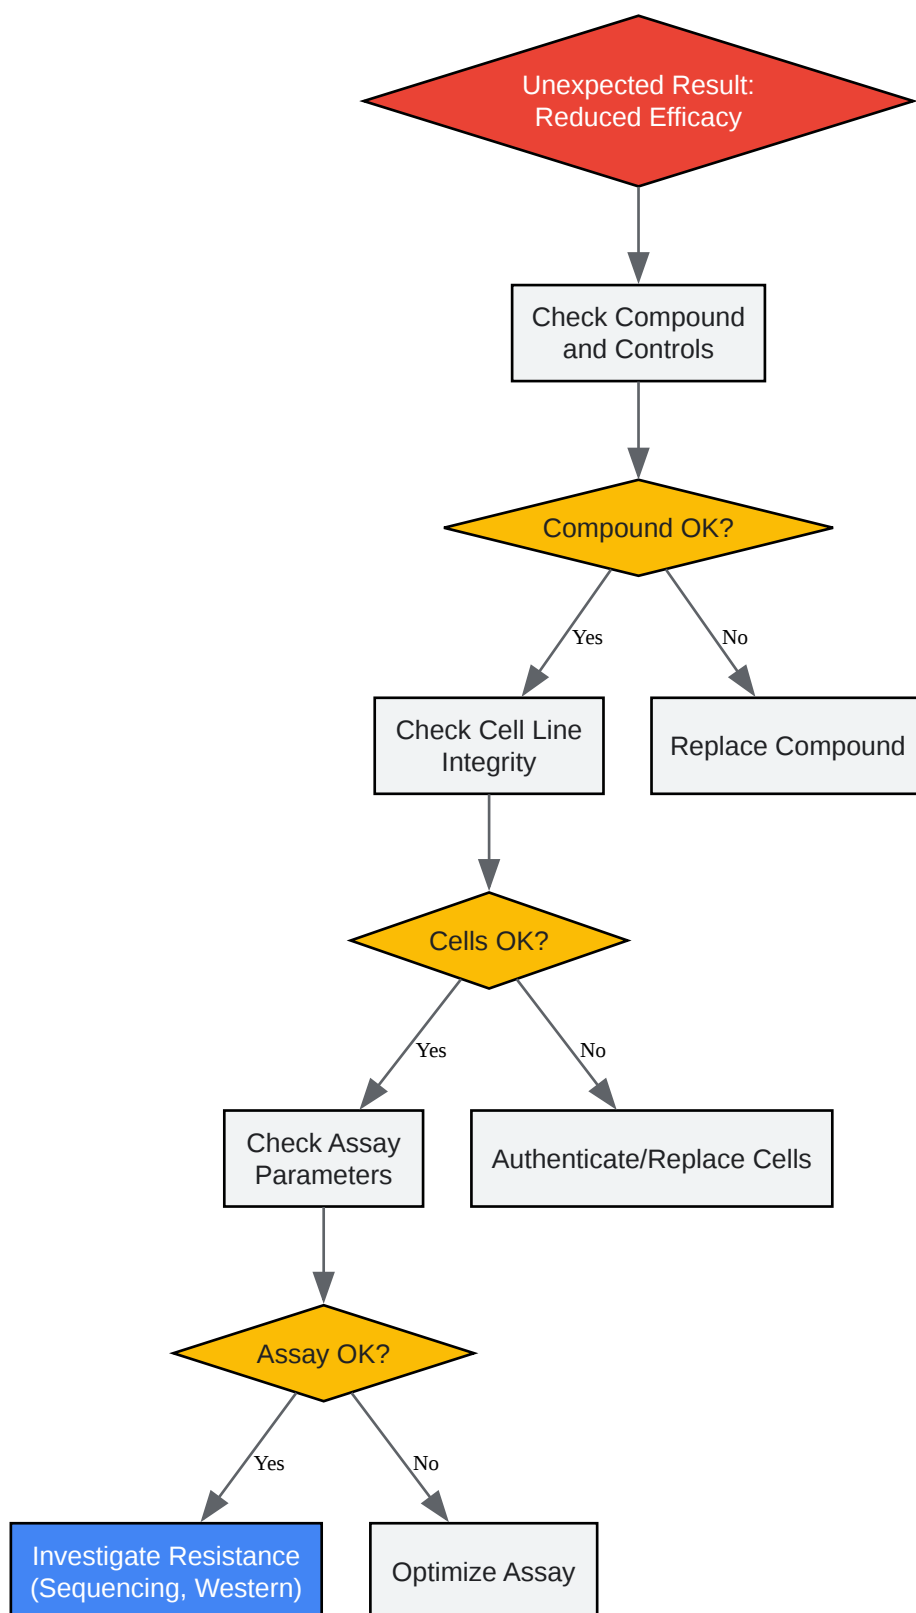 Unexpected Result:
Reduced Efficacy
Check Compound
and Controls
Compound OK?
Yes
No
Check Cell Line
Integrity
Replace Compound
Cells OK?
Yes
No
Check Assay
Parameters
Authenticate/Replace Cells
Assay OK?
Yes
No
Investigate Resistance
(Sequencing, Western)
Optimize Assay